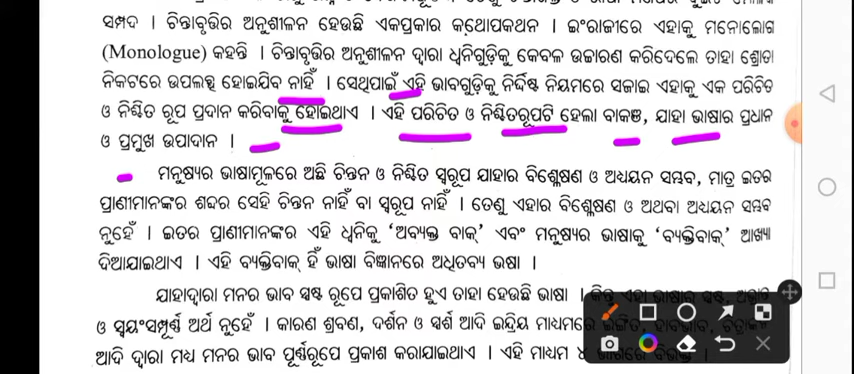 ସମ୍ପଦ । ଚିନ୍ତାବୃତ୍ତିର ଅନୁଶୀଳନ ହେଉଛି ଏକପ୍ରକାର କଥୋପକଥନ । ଇଂରାଜୀରେ ଏହାକୁ ମନୋଲୋଗ
(Monologue) କହନ୍ତି । ଚିନ୍ତାବୃତ୍ତିର ଅନୁଶୀଳନ ଦ୍ୱାରା ଧ୍ୱନିଗୁଡ଼ିକୁ କେବଳ ଉଚ୍ଚାରଣ କରିଦେଲେ ତାହା ଶ୍ରୋତା
ନିକଟରେ ଉପଲବ୍ଧ ହୋଇଯିବ ନାହିଁ । ସେଥିପାଇଁ ଏହି ଭାବଗୁଡ଼ିକୁ ନିର୍ଦ୍ଦିଷ୍ଟ ନିୟମରେ ସଜାଇ ଏହାକୁ ଏକ ପରିଚିତ
ଓ ନିଶ୍ଚିତ ରୂପ ପ୍ରଦାନ କରିବାକୁ ହୋଇଥାଏ । ଏହି ପରିଚିତ ଓ ନିଶ୍ଚିତରୂପଟି ହେଲା ବାକ୍ୟ, ଯାହା ଭାଷାର ପ୍ରଧାନ
ଓ ପ୍ରମୁଖ ଉପାଦାନ ।
ମନୁଷ୍ୟର ଭାଷାମୂଳରେ ଅଛି ଚିନ୍ତନ ଓ ନିଶ୍ଚିତ ସ୍ୱରୂପ ଯାହାର ବିଶ୍ଳେଷଣ ଓ ଅଧ୍ୟୟନ ସମ୍ଭବ, ମାତ୍ର ଇତର
ପ୍ରାଣୀମାନଙ୍କର ଶବ୍ଦର ସେହି ଚିନ୍ତନ ନାହିଁ ବା ସ୍ୱରୂପ ନାହିଁ । ତେଣୁ ଏହାର ବିଶ୍ଳେଷଣ ଓ ଅଥବା ଅଧ୍ୟୟନ ସମ୍ଭବ
ନୁହେଁ । ଇତର ପ୍ରାଣୀମାନଙ୍କର ଏହି ଧ୍ୱନିକୁ ‘ଅବ୍ୟକ୍ତ ବାକ୍’ ଏବଂ ମନୁଷ୍ୟର ଭାଷାକୁ ‘ବ୍ୟକ୍ତିବାକ୍’ ଆଖ୍ୟା
ଦିଆଯାଇଥାଏ । ଏହି ବ୍ୟକ୍ତିବାକ୍ ହିଁ ଭାଷା ବିଜ୍ଞାନରେ ଅଧିତବ୍ୟ ଭଷା ।
ଯାହାଦ୍ୱାରା ମନର ଭାବ ସ୍ପଷ୍ଟ ରୂପେ ପ୍ରକାଶିତ ହୁଏ ତାହା ହେଉଛି ଭାଷା । କିନ୍ତୁ ଏହା ଭାଷାର ସ୍ପଷ୍ଟ,
ଓ ସ୍ୱୟଂସମ୍ପୂର୍ଣ୍ଣ ଅର୍ଥ ନୁହେଁ । କାରଣ ଶ୍ରବଣ, ଦର୍ଶନ ଓ ସ୍ପର୍ଶ ଆଦି ଇନ୍ଦ୍ରିୟ ମାଧ୍ୟମରେ
ଆଦି ଦ୍ୱାରା ମଧ୍ୟ ମନର ଭାବ ପୂର୍ଣ୍ଣରୂପେ ପ୍ରକାଶ କରାଯାଇଥାଏ । ଏହି ମାଧ୍ୟମ